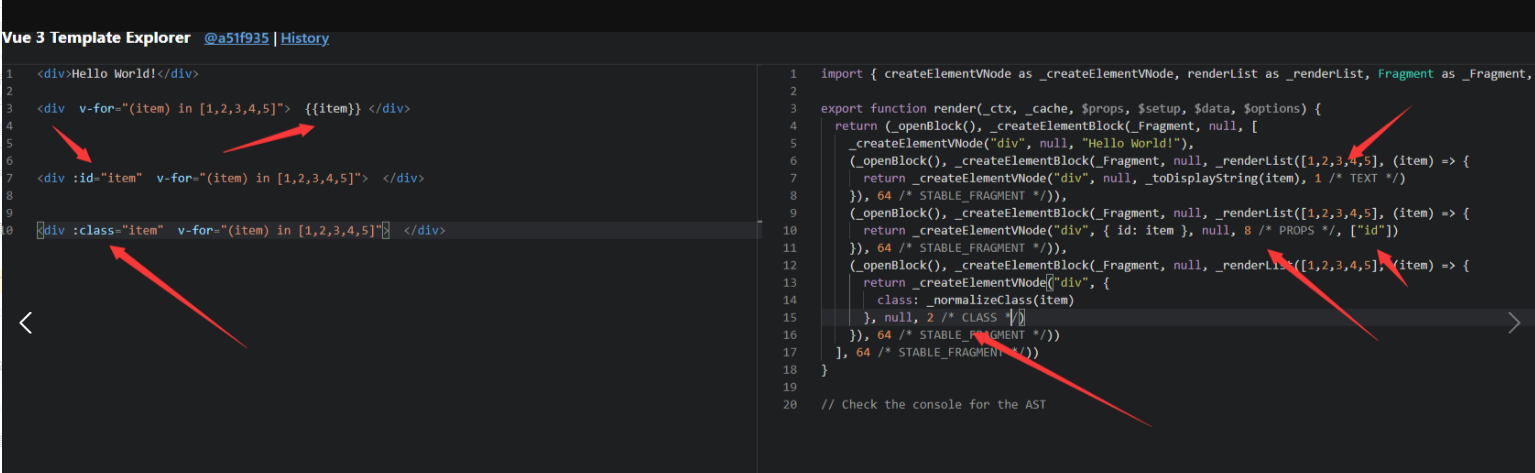 Vue 3 Template Explorer @a51f935 | History
1 <div>Hello World!</div>
2
3 <div  v-for="(item) in [1,2,3,4,5]">  {{item}} </div>
4
5
6
7 <div :id="item"  v-for="(item) in [1,2,3,4,5]">  </div>
8
9
10 <div :class="item"  v-for="(item) in [1,2,3,4,5]">  </div>
1 import { createElementVNode as _createElementVNode, renderList as _renderList, Fragment as _Fragment,
2
3 export function render(_ctx, _cache, $props, $setup, $data, $options) {
4   return (_openBlock(), _createElementBlock(_Fragment, null, [
5     _createElementVNode("div", null, "Hello World!"),
6     (_openBlock(), _createElementBlock(_Fragment, null, _renderList([1,2,3,4,5], (item) => {
7       return _createElementVNode("div", null, _toDisplayString(item), 1 /* TEXT */)
8     }), 64 /* STABLE_FRAGMENT */)),
9     (_openBlock(), _createElementBlock(_Fragment, null, _renderList([1,2,3,4,5], (item) => {
10       return _createElementVNode("div", { id: item }, null, 8 /* PROPS */, ["id"])
11     }), 64 /* STABLE_FRAGMENT */)),
12     (_openBlock(), _createElementBlock(_Fragment, null, _renderList([1,2,3,4,5], (item) => {
13       return _createElementVNode("div", {
14         class: _normalizeClass(item)
15       }, null, 2 /* CLASS */)
16     }), 64 /* STABLE_FRAGMENT */))
17   ], 64 /* STABLE_FRAGMENT */))
18 }
19
20 // Check the console for the AST